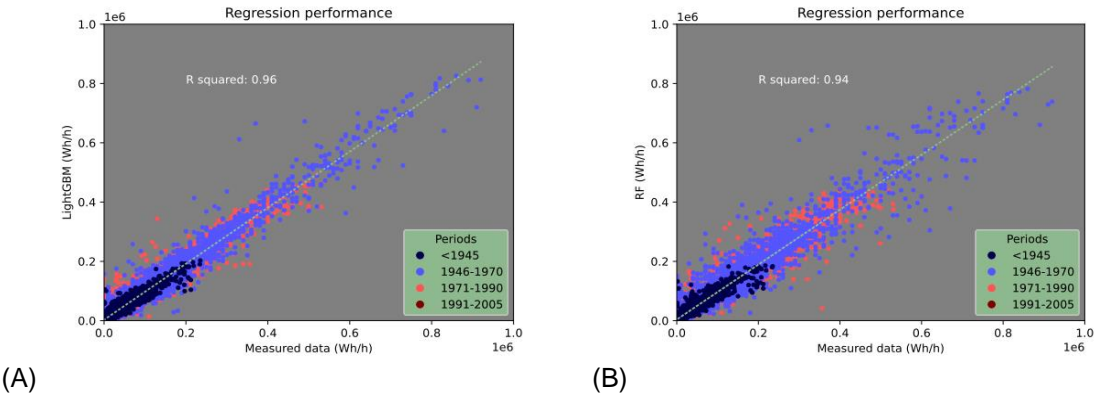 Regression performance
1e6
1.0
0.8
0.6
0.4
0.2
0.0
LightGBM (Wh/h)
R squared: 0.96
Periods
<1945
1946-1970
1971-1990
1991-2005
0.0 0.2 0.4 0.6 0.8 1.0
Measured data (Wh/h)
1e6
(A)
Regression performance
1e6
1.0
0.8
0.6
0.4
0.2
0.0
RF (Wh/h)
R squared: 0.94
Periods
<1945
1946-1970
1971-1990
1991-2005
0.0 0.2 0.4 0.6 0.8 1.0
Measured data (Wh/h)
1e6
(B)